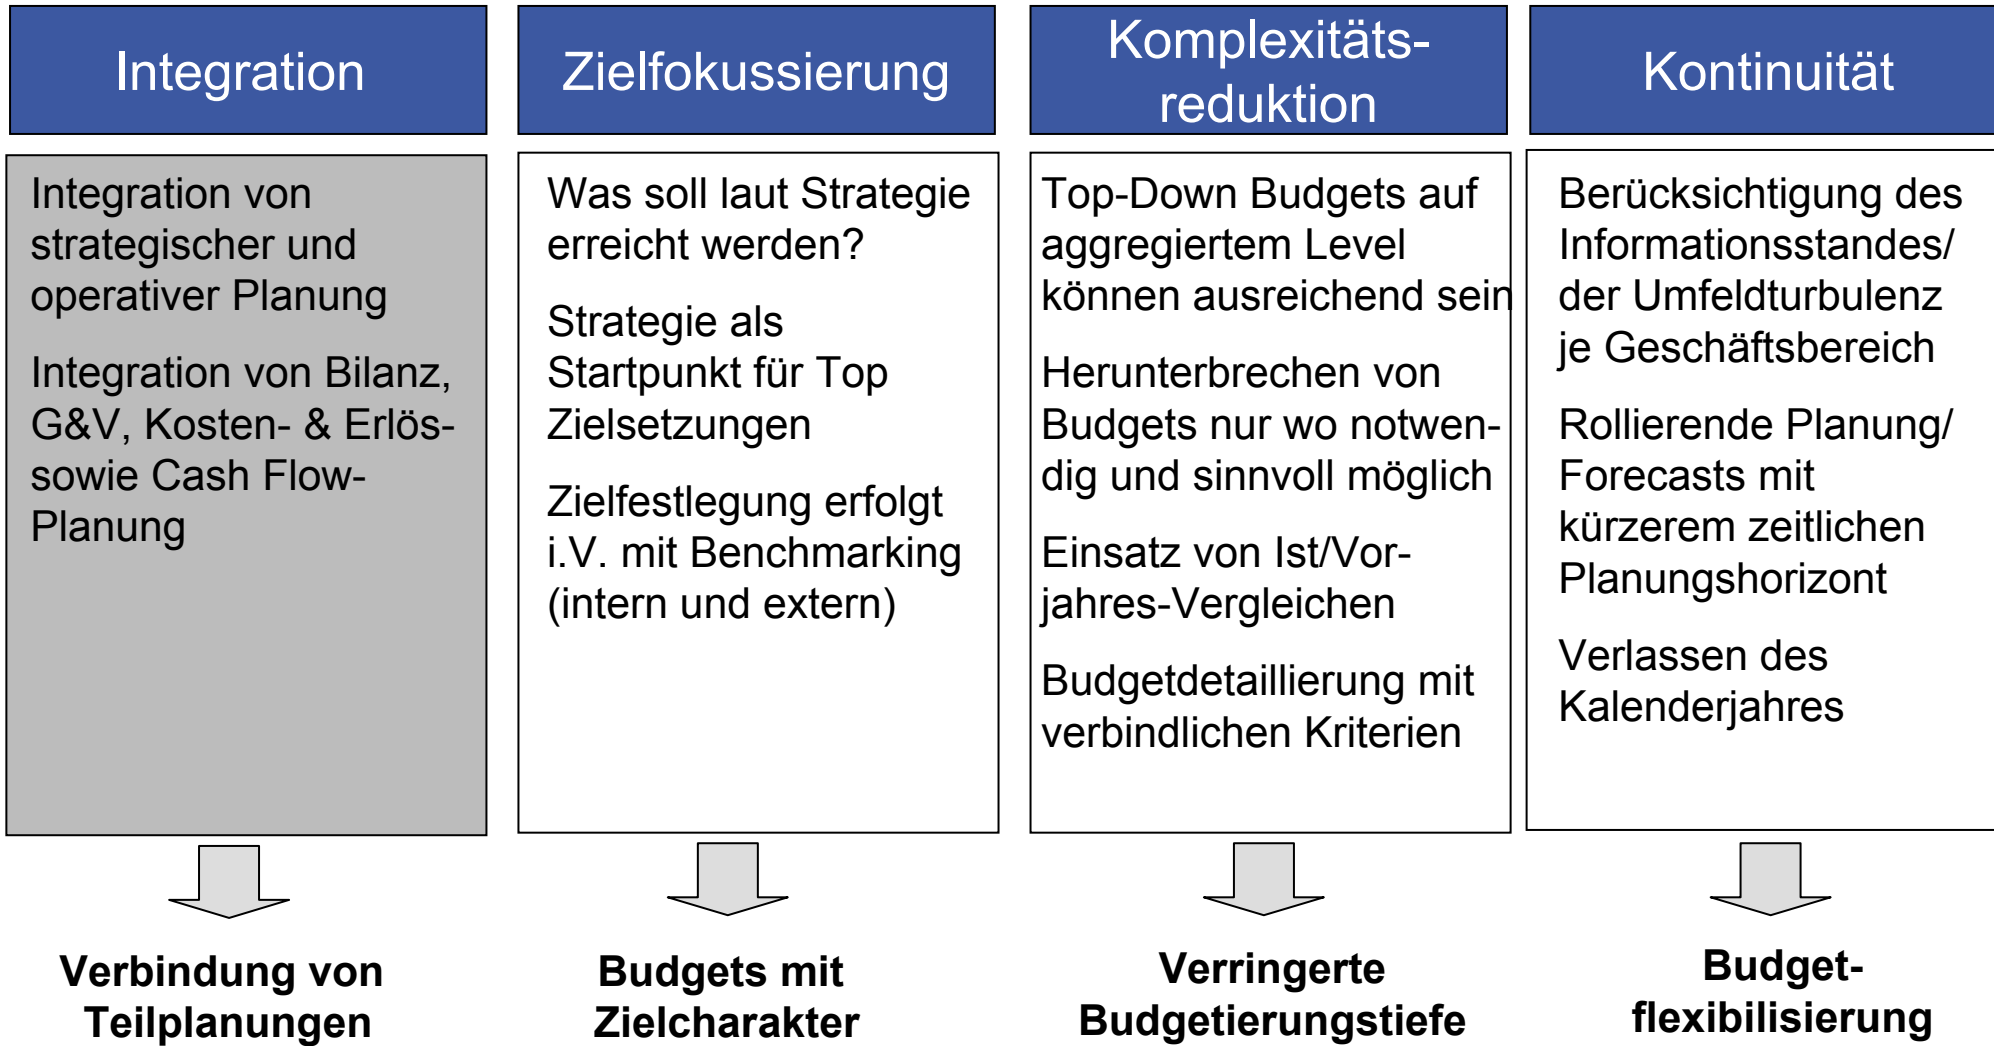 Integration
Integration von
strategischer und
operativer Planung
Integration von Bilanz,
G&V, Kosten- & Erlös-
sowie Cash Flow-
Planung
Verbindung von
Teilplanungen
Zielfokussierung
Was soll laut Strategie
erreicht werden?
Strategie als
Startpunkt für Top
Zielsetzungen
Zielfestlegung erfolgt
i.V. mit Benchmarking
(intern und extern)
Budgets mit
Zielcharakter
Komplexitäts-
reduktion
Top-Down Budgets auf
aggregiertem Level
können ausreichend sein
Herunterbrechen von
Budgets nur wo notwen-
dig und sinnvoll möglich
Einsatz von Ist/Vor-
jahres-Vergleichen
Budgetdetaillierung mit
verbindlichen Kriterien
Verringerte
Budgetierungstiefe
Kontinuität
Berücksichtigung des
Informationsstandes/
der Umfeldturbulenz
je Geschäftsbereich
Rollierende Planung/
Forecasts mit
kürzerem zeitlichen
Planungshorizont
Verlassen des
Kalenderjahres
Budget-
flexibilisierung